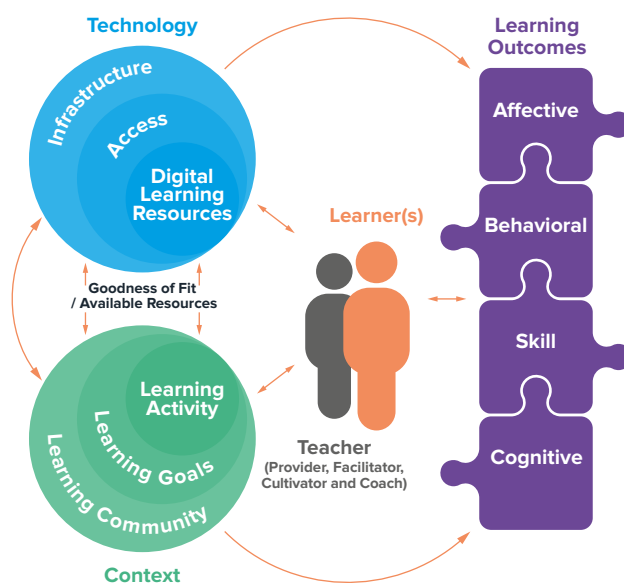 Technology
Infrastructure
Access
Digital
Learning
Resources
Goodness of Fit
/ Available Resources
Learning
Activity
Learning Goals
Learning Community
Context
Learner(s)
Teacher
(Provider, Facilitator,
Cultivator and Coach)
Learning
Outcomes
Affective
Behavioral
Skill
Cognitive